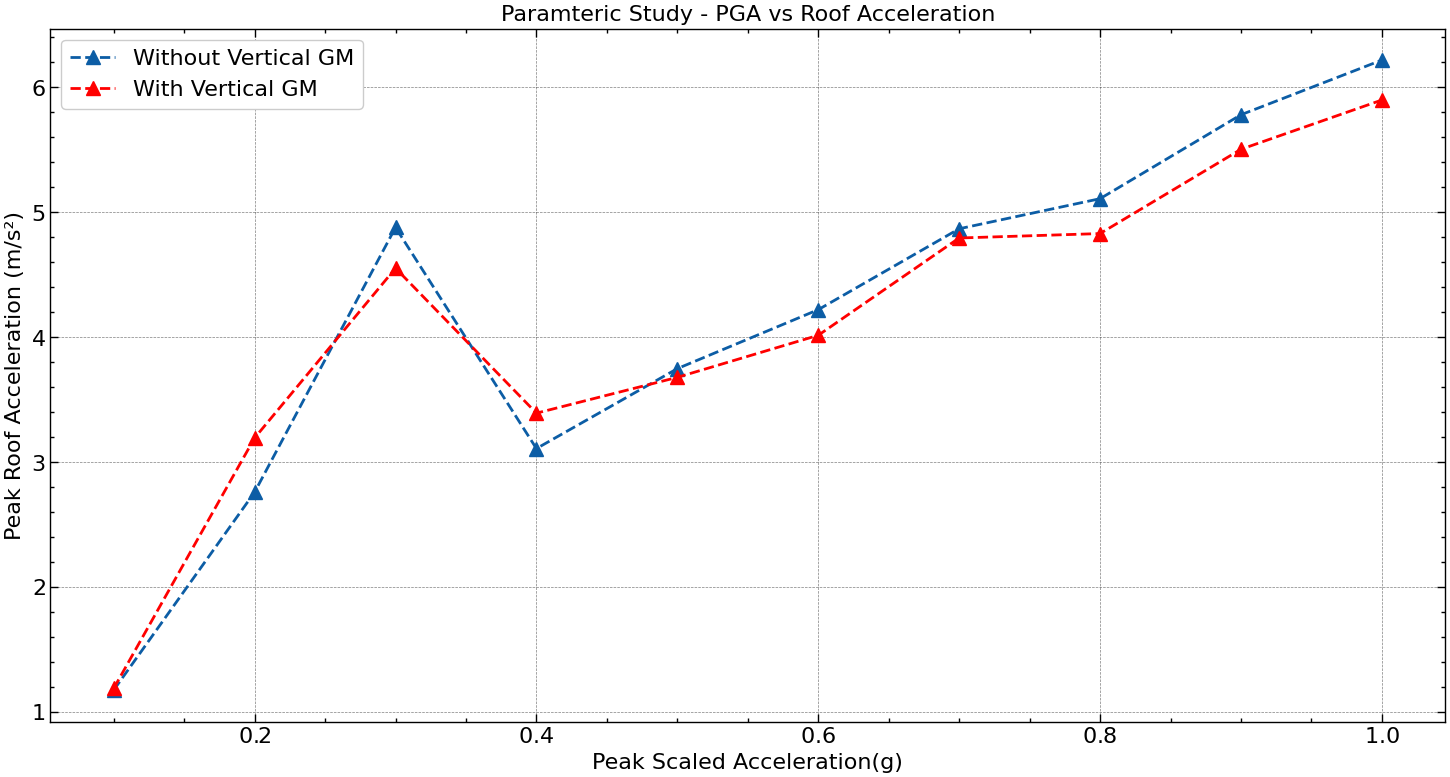 Paramteric Study - PGA vs Roof Acceleration
Without Vertical GM
With Vertical GM
Peak Roof Acceleration (m/s²)
6
5
4
3
2
1
0.2
0.4
0.6
0.8
1.0
Peak Scaled Acceleration(g)